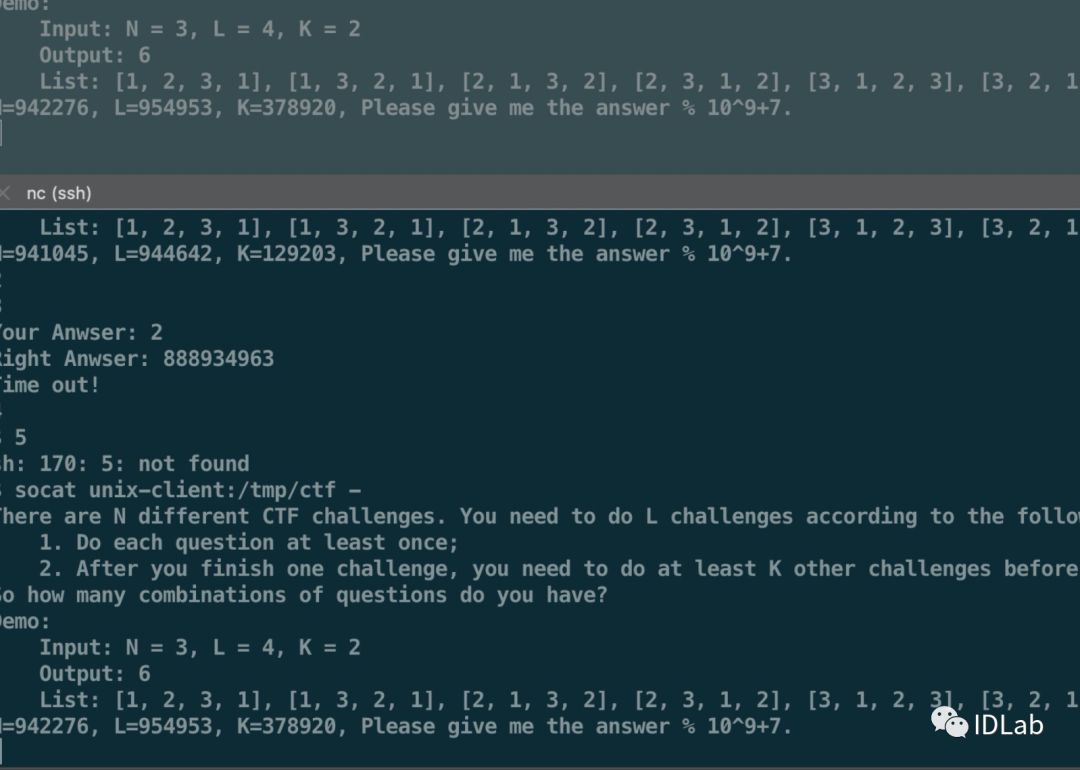 Demo:
Input: N = 3, L = 4, K = 2
Output: 6
List: [1, 2, 3, 1], [1, 3, 2, 1], [2, 1, 3, 2], [2, 3, 1, 2], [3, 1, 2, 3], [3, 2, 1
N=942276, L=954953, K=378920, Please give me the answer % 10^9+7.
nc (ssh)
List: [1, 2, 3, 1], [1, 3, 2, 1], [2, 1, 3, 2], [2, 3, 1, 2], [3, 1, 2, 3], [3, 2, 1
N=941045, L=944642, K=129203, Please give me the answer % 10^9+7.
2
3
Your Anwser: 2
Right Anwser: 888934963
Time out!
4
$ 5
sh: 170: 5: not found
$ socat unix-client:/tmp/ctf -
There are N different CTF challenges. You need to do L challenges according to the follow
1. Do each question at least once;
2. After you finish one challenge, you need to do at least K other challenges before
So how many combinations of questions do you have?
Demo:
Input: N = 3, L = 4, K = 2
Output: 6
List: [1, 2, 3, 1], [1, 3, 2, 1], [2, 1, 3, 2], [2, 3, 1, 2], [3, 1, 2, 3], [3, 2, 1
N=942276, L=954953, K=378920, Please give me the answer % 10^9+7.
IDLab